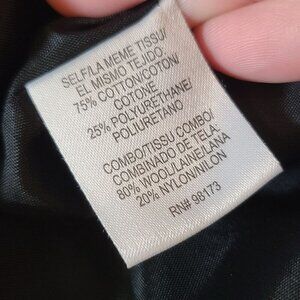 SELF/LA MEME TISSU/
EL MISMO TEJIDO:
75% COTTON/COTON/
COTONE
25% POLYURETHANE/
POLIURETANO
COMBO/TISSU COMBO/
COMBINADO DE TELA:
80% WOOL/LAINE/LANA
20% NYLON/NILON
RN# 98173